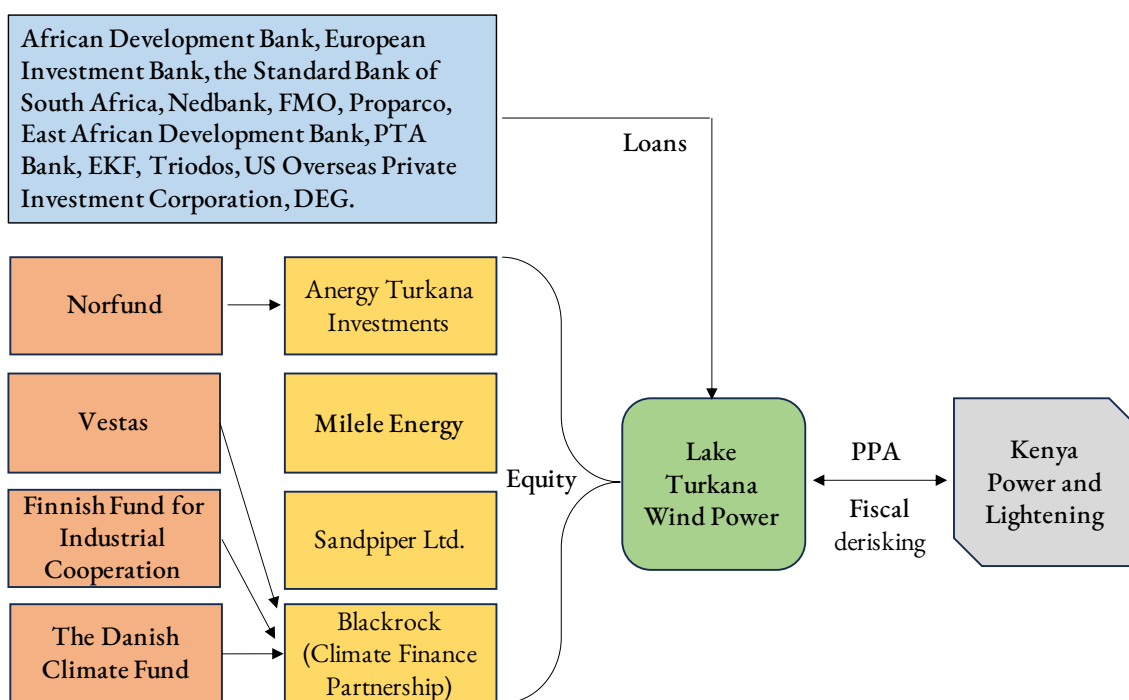 African Development Bank, European
Investment Bank, the Standard Bank of
South Africa, Nedbank, FMO, Proparco,
East African Development Bank, PTA
Bank, EKF, Triodos, US Overseas Private
Investment Corporation, DEG.
Loans
Norfund
Anergy Turkana
Investments
Vestas
Milele Energy
Finnish Fund for
Industrial
Cooperation
Sandpiper Ltd.
The Danish
Climate Fund
Blackrock
(Climate Finance
Partnership)
Equity
Lake
Turkana
Wind Power
PPA
Fiscal
derisking
Kenya
Power and
Lightening